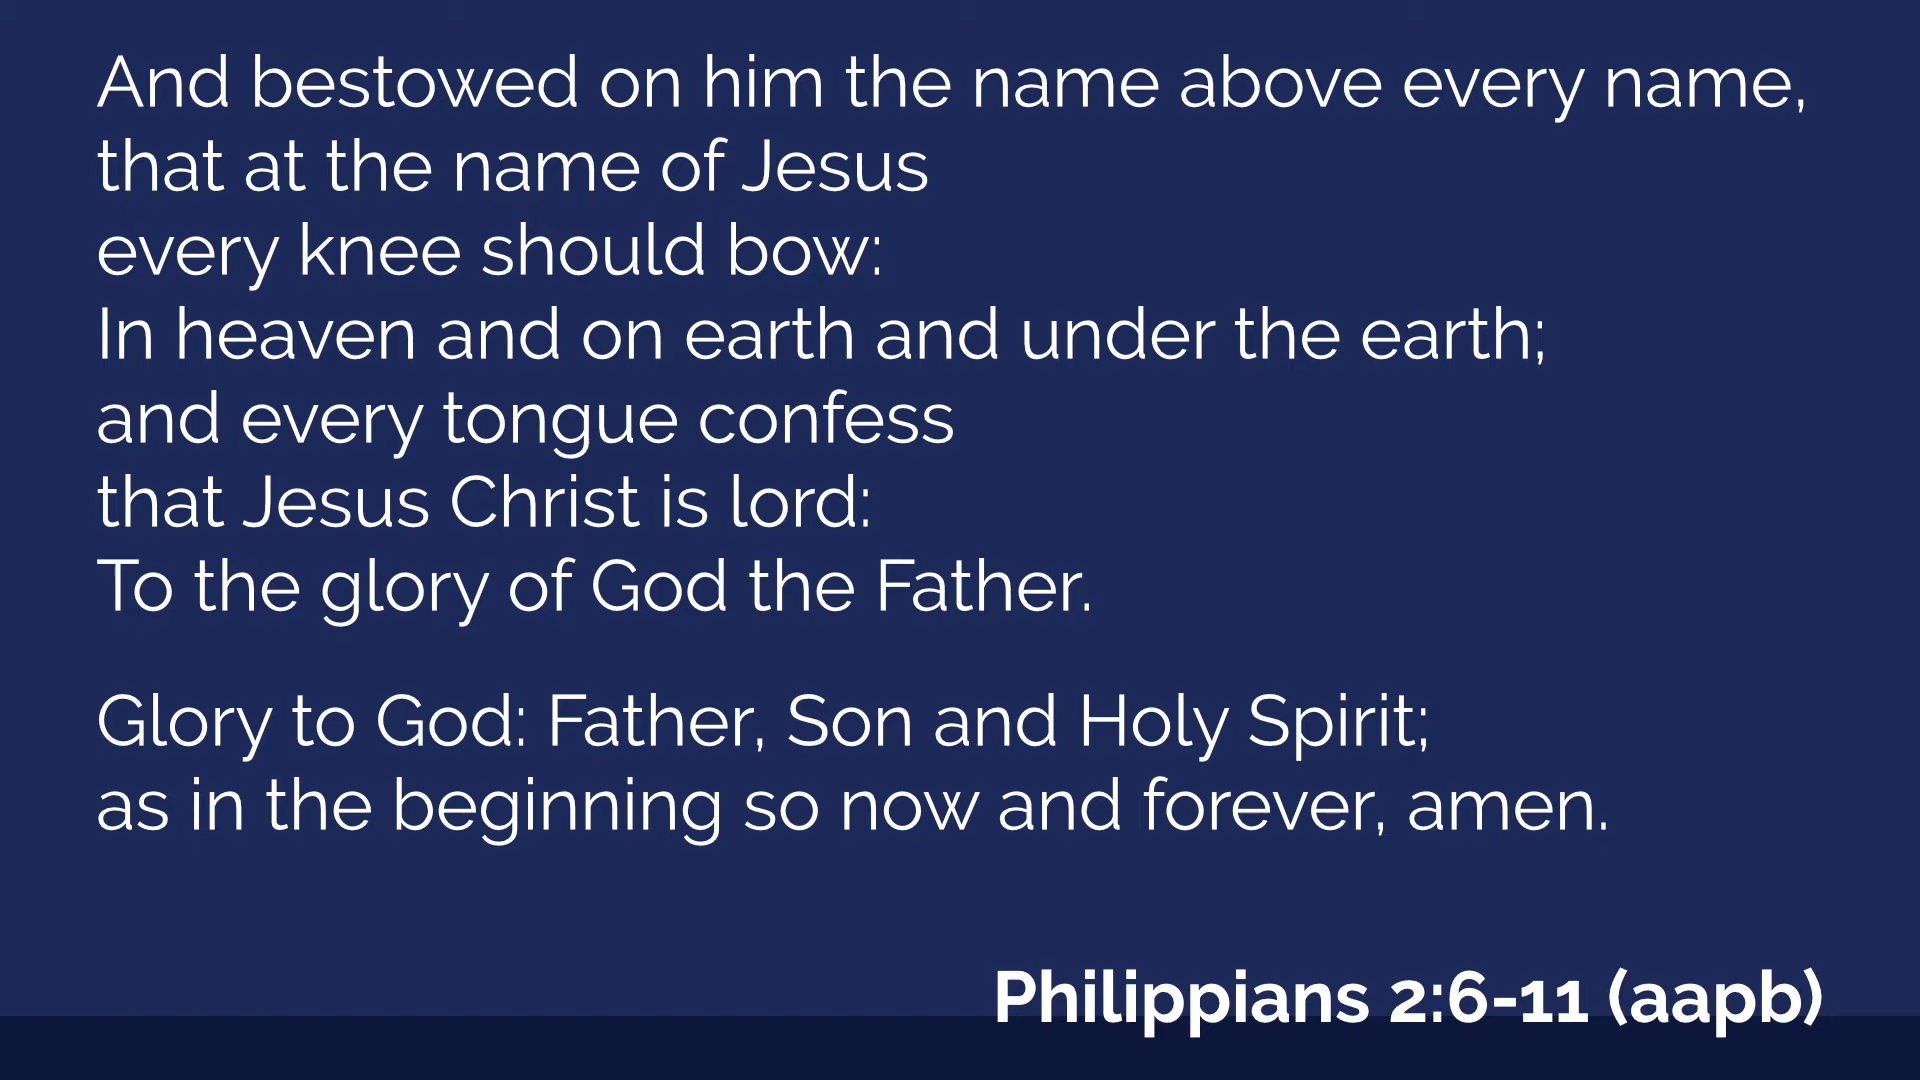 And bestowed on him the name above every name,
that at the name of Jesus
every knee should bow:
In heaven and on earth and under the earth;
and every tongue confess
that Jesus Christ is lord:
To the glory of God the Father.
Glory to God: Father, Son and Holy Spirit;
as in the beginning so now and forever, amen.
Philippians 2:6-11 (aapb)